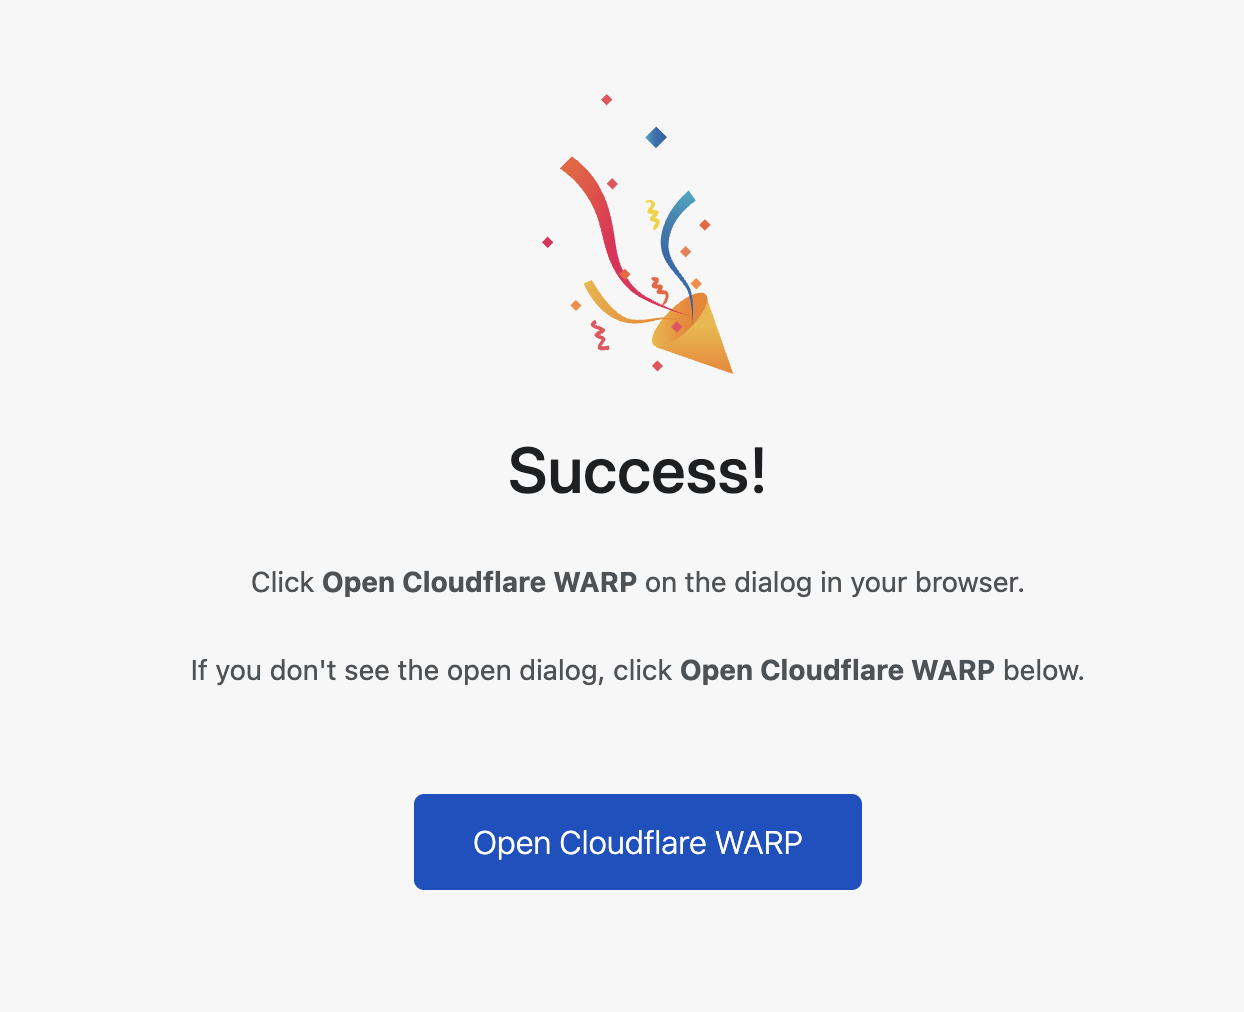 Success!
Click Open Cloudflare WARP on the dialog in your browser.
If you don't see the open dialog, click Open Cloudflare WARP below.
Open Cloudflare WARP